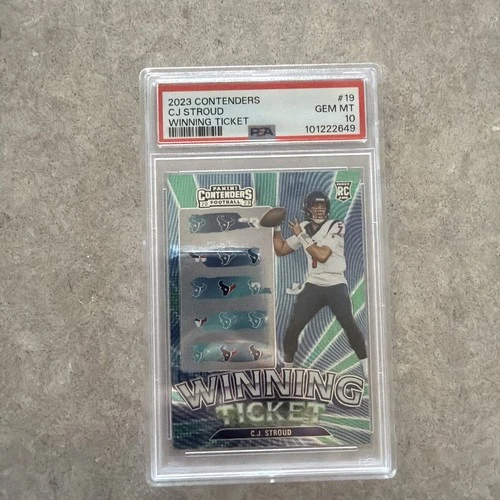 2023 CONTENDERS #19
CJ STROUD GEM MT
WINNING TICKET 10
PSA 101222649
PANINI
CONTENDERS
FOOTBALL
RC
WINNING
TICKET
C.J. STROUD